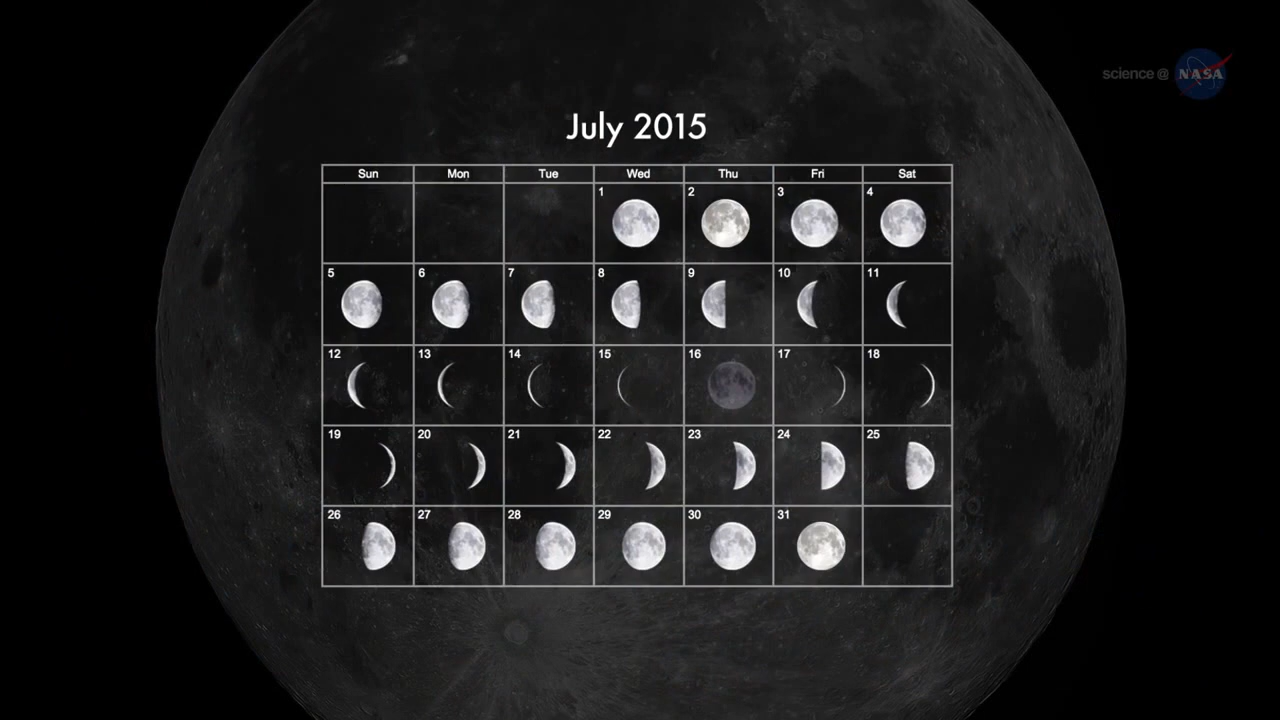 science@ NASA
July 2015
Sun Mon Tue Wed Thu Fri Sat
1 2 3 4
5 6 7 8 9 10 11
12 13 14 15 16 17 18
19 20 21 22 23 24 25
26 27 28 29 30 31